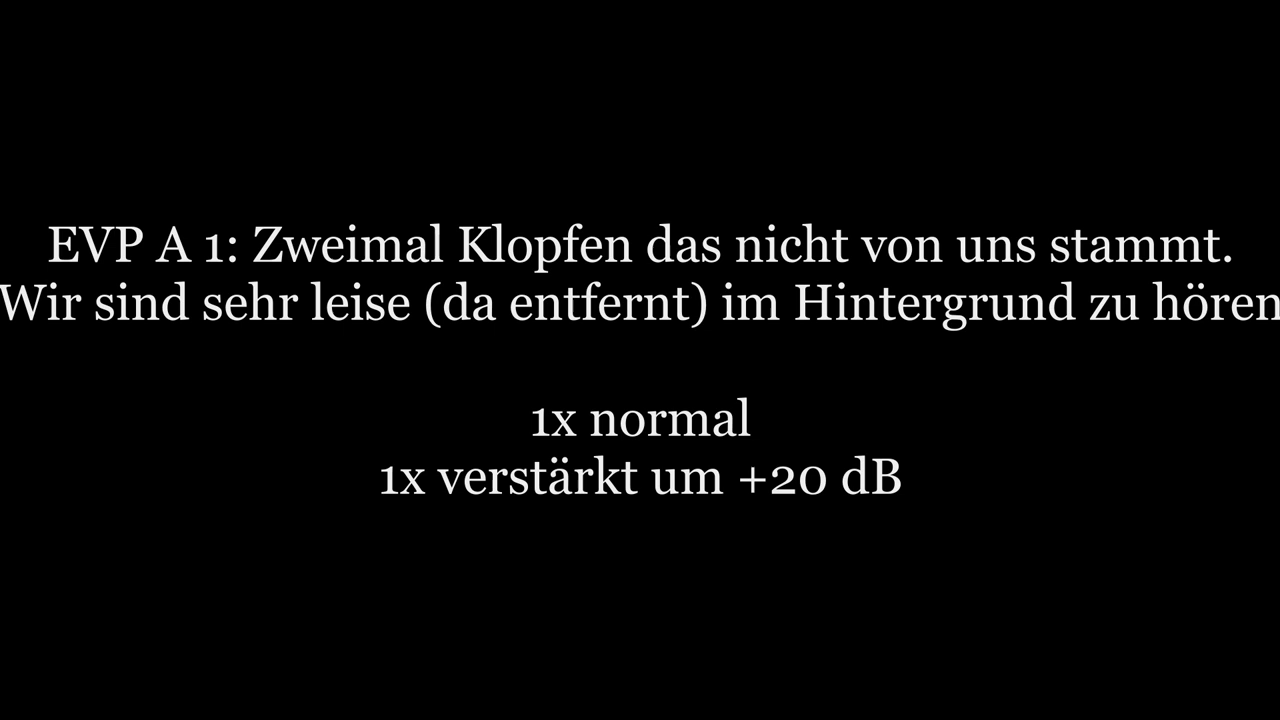 EVP A 1: Zweimal Klopfen das nicht von uns stammt.
Wir sind sehr leise (da entfernt) im Hintergrund zu hören
1x normal
1x verstärkt um +20 dB